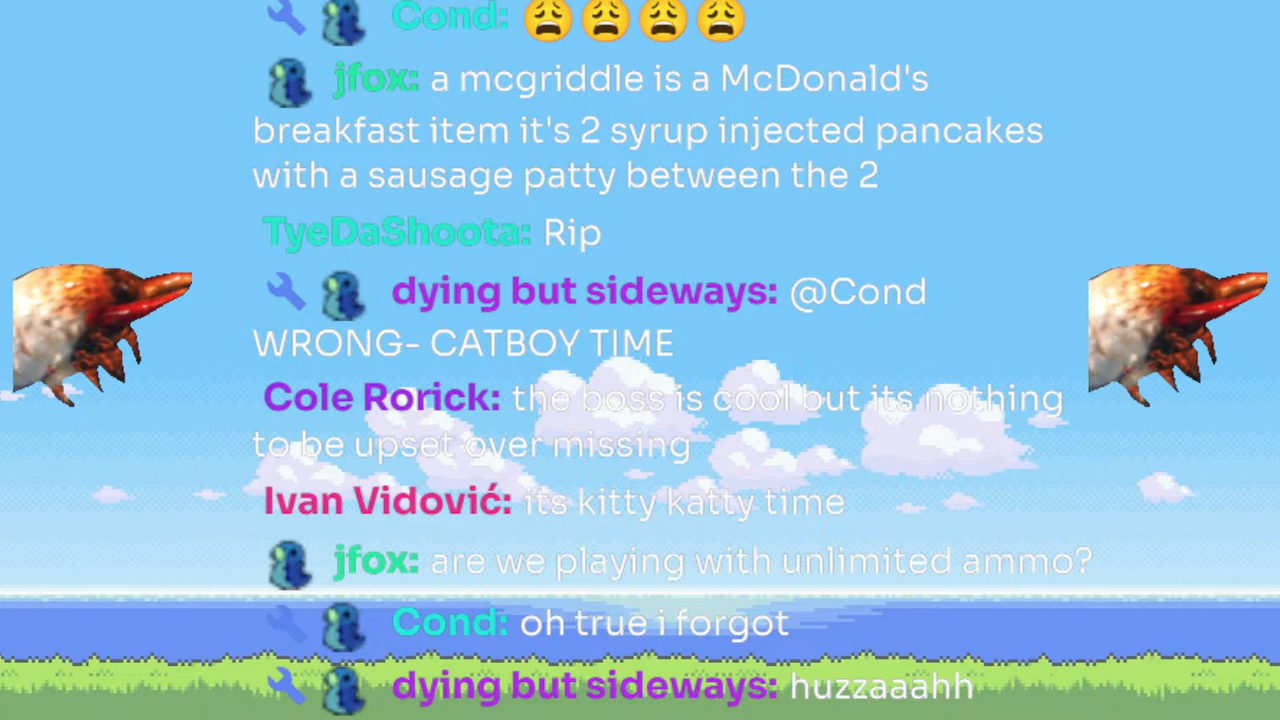 Cond: 😩😩😩😩
jfox: a mcgriddle is a McDonald's
breakfast item it's 2 syrup injected pancakes
with a sausage patty between the 2
TyeDaShoota: Rip
dying but sideways: @Cond
WRONG- CATBOY TIME
Cole Rorick: the boss is cool but its nothing
to be upset over missing
Ivan Vidović: its kitty katty time
jfox: are we playing with unlimited ammo?
Cond: oh true i forgot
dying but sideways: huzzaaahh